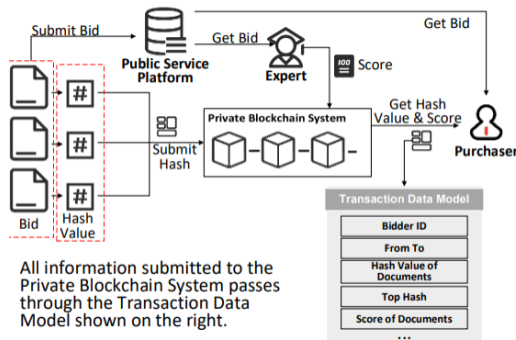 Submit Bid
Get Bid
Get Bid
Public Service
Platform
Expert
100
Score
#
#
#
Submit
Hash
Private Blockchain System
Get Hash
Value & Score
Purchaser
Bid
Hash
Value
Transaction Data Model
Bidder ID
From To
Hash Value of
Documents
Top Hash
Score of Documents
...
All information submitted to the
Private Blockchain System passes
through the Transaction Data
Model shown on the right.